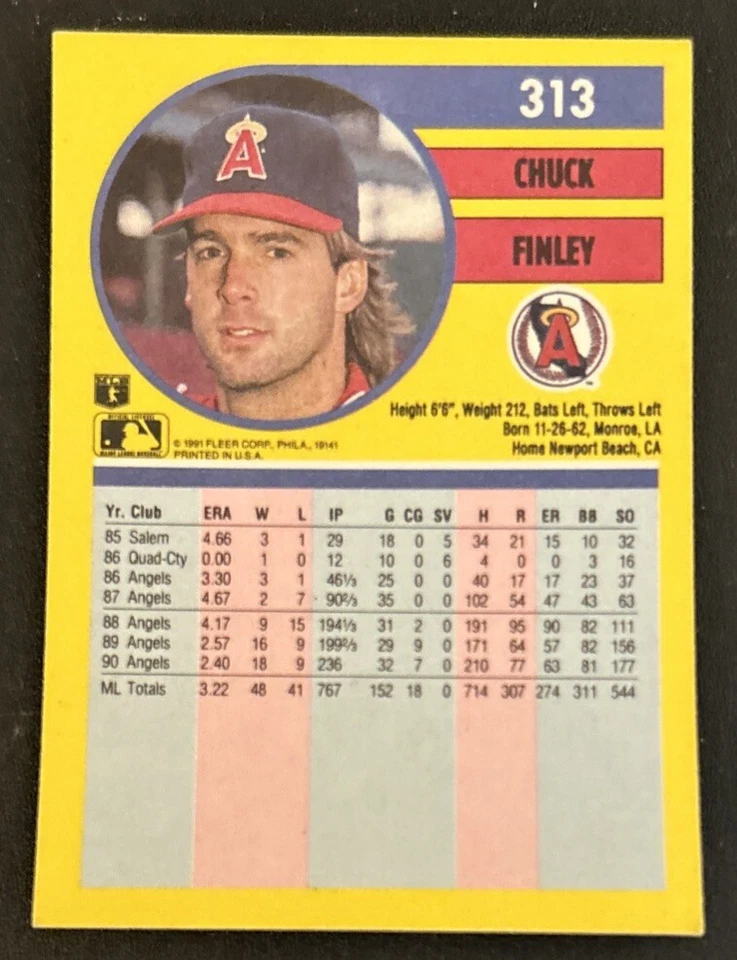 313
CHUCK
FINLEY
A
A
TM
MLB
OFFICIAL LICENSEE
MAJOR LEAGUE BASEBALL
© 1991 FLEER CORP., PHILA., 19141
PRINTED IN U.S.A.
Height 6'6", Weight 212, Bats Left, Throws Left
Born 11-26-62, Monroe, LA
Home Newport Beach, CA
Yr. Club ERA W L IP G CG SV H R ER BB SO
85 Salem 4.66 3 1 29 18 0 5 34 21 15 10 32
86 Quad-Cty 0.00 1 0 12 10 0 6 4 0 0 3 16
86 Angels 3.30 3 1 46⅓ 25 0 0 40 17 17 23 37
87 Angels 4.67 2 7 90⅔ 35 0 0 102 54 47 43 63
88 Angels 4.17 9 15 194⅓ 31 2 0 191 95 90 82 111
89 Angels 2.57 16 9 199⅔ 29 9 0 171 64 57 82 156
90 Angels 2.40 18 9 236 32 7 0 210 77 63 81 177
ML Totals 3.22 48 41 767 152 18 0 714 307 274 311 544